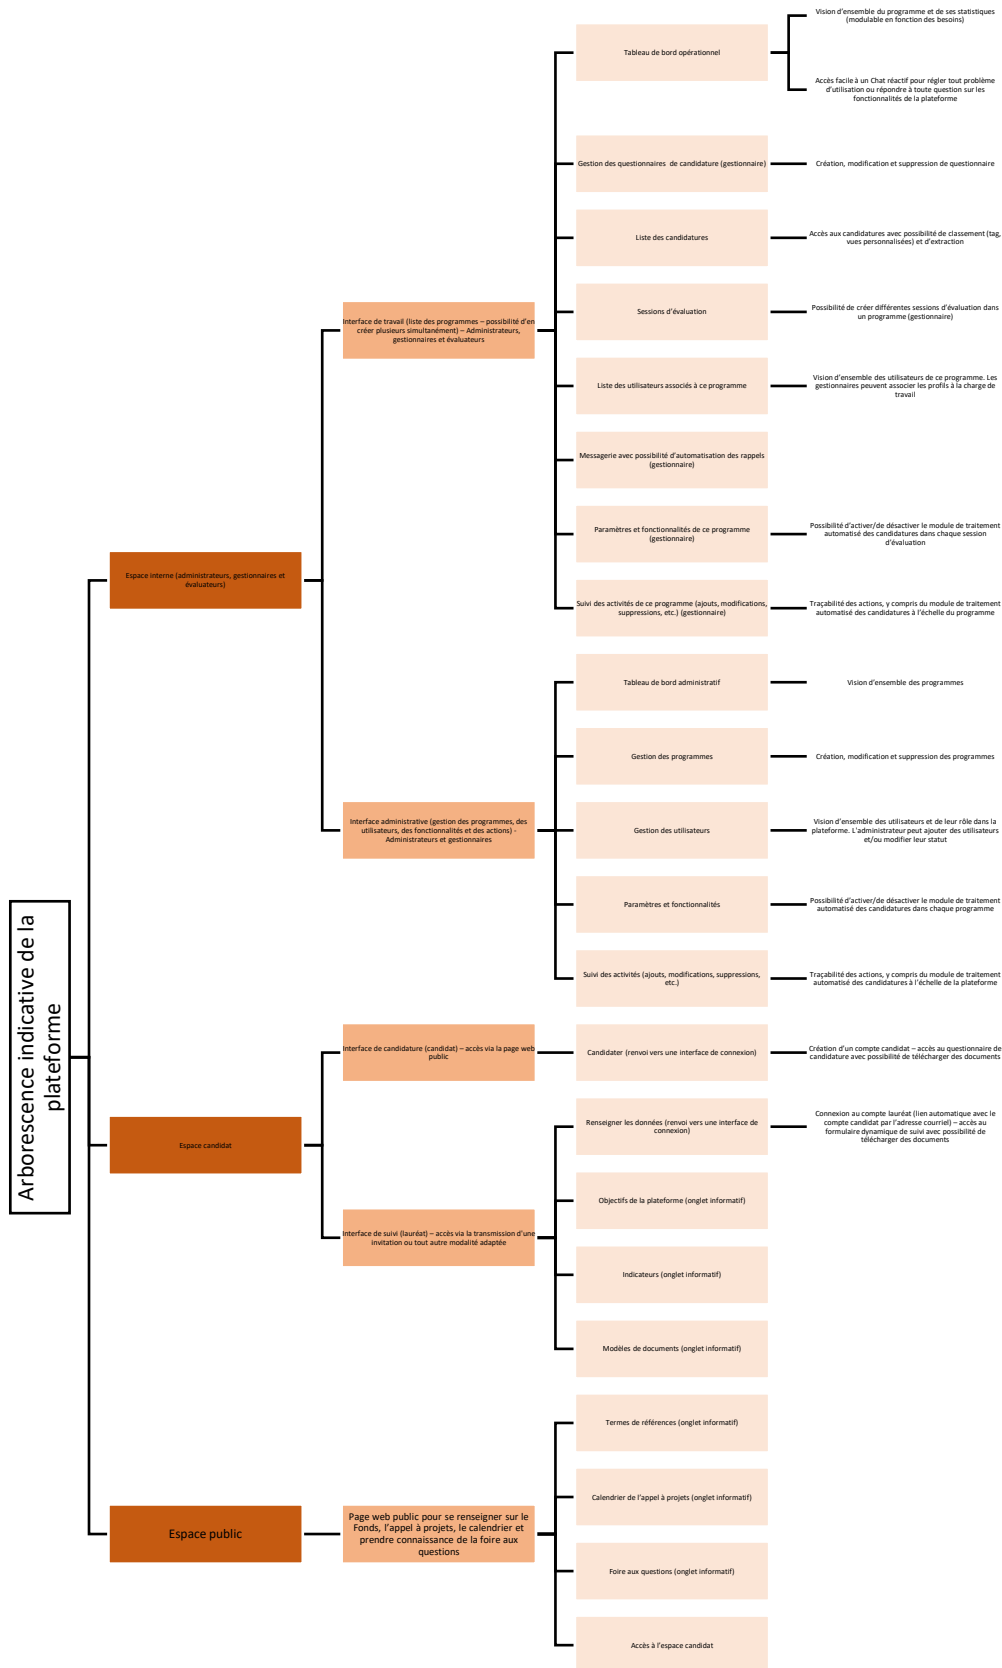 Arborescence indicative de la
plateforme
Espace interne (administrateurs, gestionnaires et
évaluateurs)
Interface de travail (liste des programmes – possibilité d'en
créer plusieurs simultanément) – Administrateurs,
gestionnaires et évaluateurs
Tableau de bord opérationnel
Vision d'ensemble du programme et de ses statistiques
(modulable en fonction des besoins)
Accès facile à un Chat réactif pour régler tout problème
d'utilisation ou répondre à toute question sur les
fonctionnalités de la plateforme
Gestion des questionnaires de candidature (gestionnaire)
Création, modification et suppression de questionnaire
Liste des candidatures
Accès aux candidatures avec possibilité de classement (tag,
vues personnalisées) et d'extraction
Sessions d'évaluation
Possibilité de créer différentes sessions d'évaluation dans
un programme (gestionnaire)
Liste des utilisateurs associés à ce programme
Vision d'ensemble des utilisateurs de ce programme. Les
gestionnaires peuvent associer les profils à la charge de
travail
Messagerie avec possibilité d'automatisation des rappels
(gestionnaire)
Paramètres et fonctionnalités de ce programme
(gestionnaire)
Possibilité d'activer/de désactiver le module de traitement
automatisé des candidatures dans chaque session
d'évaluation
Suivi des activités de ce programme (ajouts, modifications,
suppressions, etc.) (gestionnaire)
Traçabilité des actions, y compris du module de traitement
automatisé des candidatures à l'échelle du programme
Interface administrative (gestion des programmes, des
utilisateurs, des fonctionnalités et des actions) -
Administrateurs et gestionnaires
Tableau de bord administratif
Vision d'ensemble des programmes
Gestion des programmes
Création, modification et suppression des programmes
Gestion des utilisateurs
Vision d'ensemble des utilisateurs et de leur rôle dans la
plateforme. L'administrateur peut ajouter des utilisateurs
et/ou modifier leur statut
Paramètres et fonctionnalités
Possibilité d'activer/de désactiver le module de traitement
automatisé des candidatures dans chaque programme
Suivi des activités (ajouts, modifications, suppressions,
etc.)
Traçabilité des actions, y compris du module de traitement
automatisé des candidatures à l'échelle de la plateforme
Espace candidat
Interface de candidature (candidat) – accès via la page web
public
Candidater (renvoi vers une interface de connexion)
Création d'un compte candidat – accès au questionnaire de
candidature avec possibilité de télécharger des documents
Interface de suivi (lauréat) – accès via la transmission d'une
invitation ou tout autre modalité adaptée
Renseigner les données (renvoi vers une interface de
connexion)
Connexion au compte lauréat (lien automatique avec le
compte candidat par l'adresse courriel) – accès au
formulaire dynamique de suivi avec possibilité de
télécharger des documents
Objectifs de la plateforme (onglet informatif)
Indicateurs (onglet informatif)
Modèles de documents (onglet informatif)
Espace public
Page web public pour se renseigner sur le
Fonds, l'appel à projets, le calendrier et
prendre connaissance de la foire aux
questions
Termes de références (onglet informatif)
Calendrier de l'appel à projets (onglet informatif)
Foire aux questions (onglet informatif)
Accès à l'espace candidat